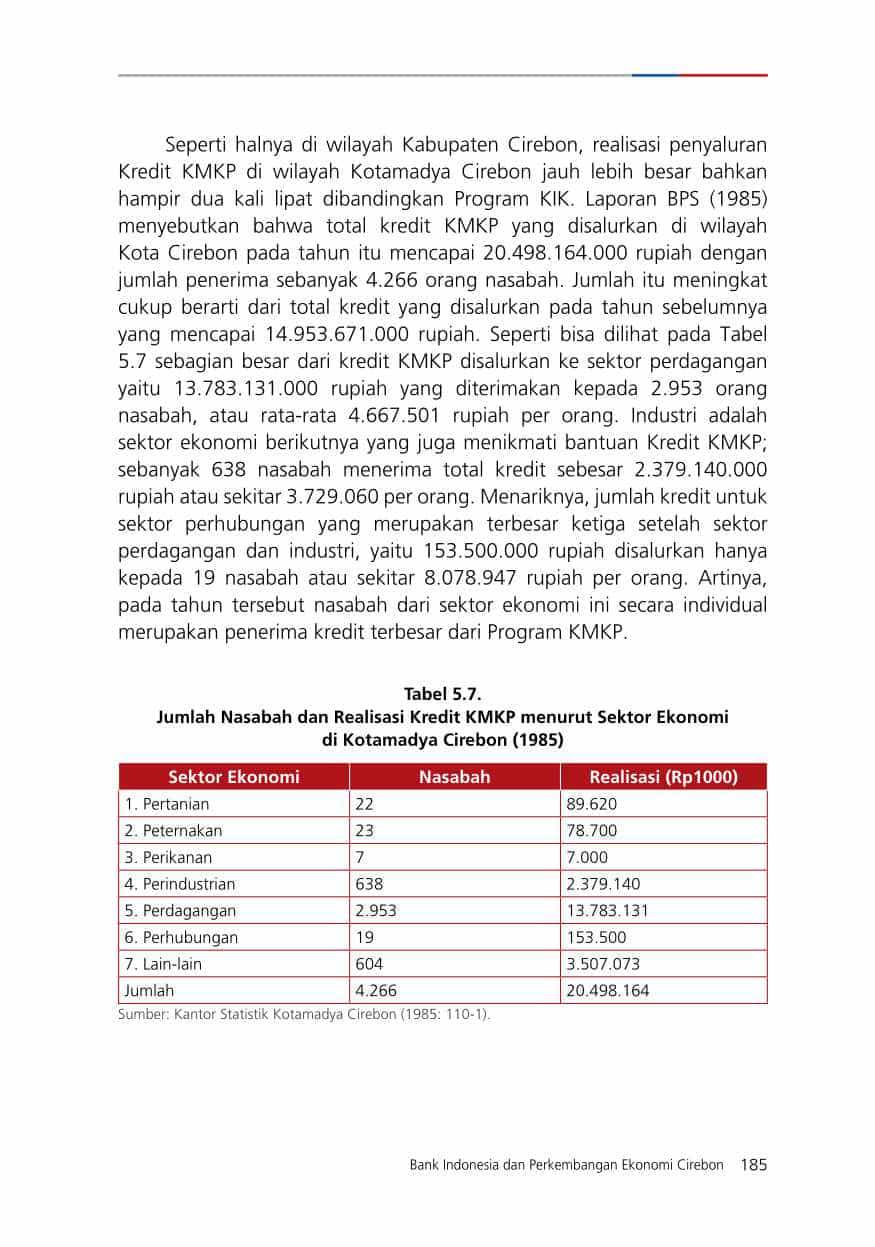 Seperti halnya di wilayah Kabupaten Cirebon, realisasi penyaluran
Kredit KMKP di wilayah Kotamadya Cirebon jauh lebih besar bahkan
hampir dua kali lipat dibandingkan Program KIK. Laporan BPS (1985)
menyebutkan bahwa total kredit KMKP yang disalurkan di wilayah
Kota Cirebon pada tahun itu mencapai 20.498.164.000 rupiah dengan
jumlah penerima sebanyak 4.266 orang nasabah. Jumlah itu meningkat
cukup berarti dari total kredit yang disalurkan pada tahun sebelumnya
yang mencapai 14.953.671.000 rupiah. Seperti bisa dilihat pada Tabel
5.7 sebagian besar dari kredit KMKP disalurkan ke sektor perdagangan
yaitu 13.783.131.000 rupiah yang diterimakan kepada 2.953 orang
nasabah, atau rata-rata 4.667.501 rupiah per orang. Industri adalah
sektor ekonomi berikutnya yang juga menikmati bantuan Kredit KMKP;
sebanyak 638 nasabah menerima total kredit sebesar 2.379.140.000
rupiah atau sekitar 3.729.060 per orang. Menariknya, jumlah kredit untuk
sektor perhubungan yang merupakan terbesar ketiga setelah sektor
perdagangan dan industri, yaitu 153.500.000 rupiah disalurkan hanya
kepada 19 nasabah atau sekitar 8.078.947 rupiah per orang. Artinya,
pada tahun tersebut nasabah dari sektor ekonomi ini secara individual
merupakan penerima kredit terbesar dari Program KMKP.
Tabel 5.7.
Jumlah Nasabah dan Realisasi Kredit KMKP menurut Sektor Ekonomi
di Kotamadya Cirebon (1985)
Sektor Ekonomi Nasabah Realisasi (Rp1000)
1. Pertanian 22 89.620
2. Peternakan 23 78.700
3. Perikanan 7 7.000
4. Perindustrian 638 2.379.140
5. Perdagangan 2.953 13.783.131
6. Perhubungan 19 153.500
7. Lain-lain 604 3.507.073
Jumlah 4.266 20.498.164
Sumber: Kantor Statistik Kotamadya Cirebon (1985: 110-1).
Bank Indonesia dan Perkembangan Ekonomi Cirebon 185